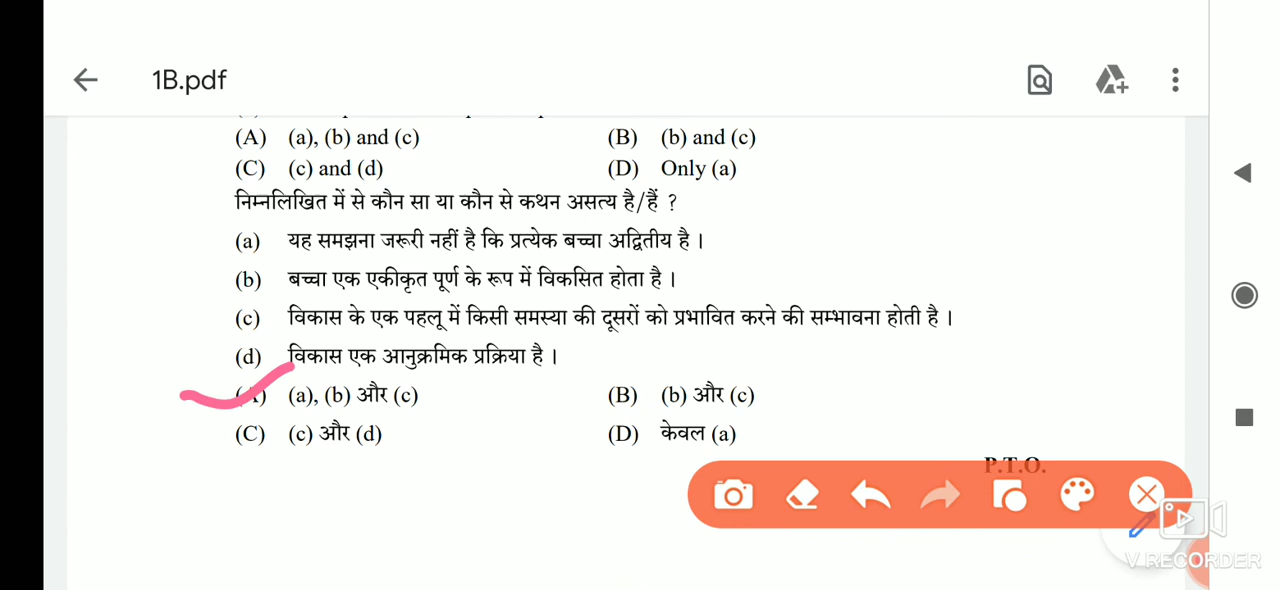 1B.pdf
(A) (a), (b) and (c) (B) (b) and (c)
(C) (c) and (d) (D) Only (a)
निम्नलिखित में से कौन सा या कौन से कथन असत्य है/हैं ?
(a) यह समझना जरूरी नहीं है कि प्रत्येक बच्चा अद्वितीय है ।
(b) बच्चा एक एकीकृत पूर्ण के रूप में विकसित होता है ।
(c) विकास के एक पहलू में किसी समस्या की दूसरों को प्रभावित करने की सम्भावना होती है ।
(d) विकास एक आनुक्रमिक प्रक्रिया है ।
(A) (a), (b) और (c) (B) (b) और (c)
(C) (c) और (d) (D) केवल (a)
P.T.O.
V RECORDER